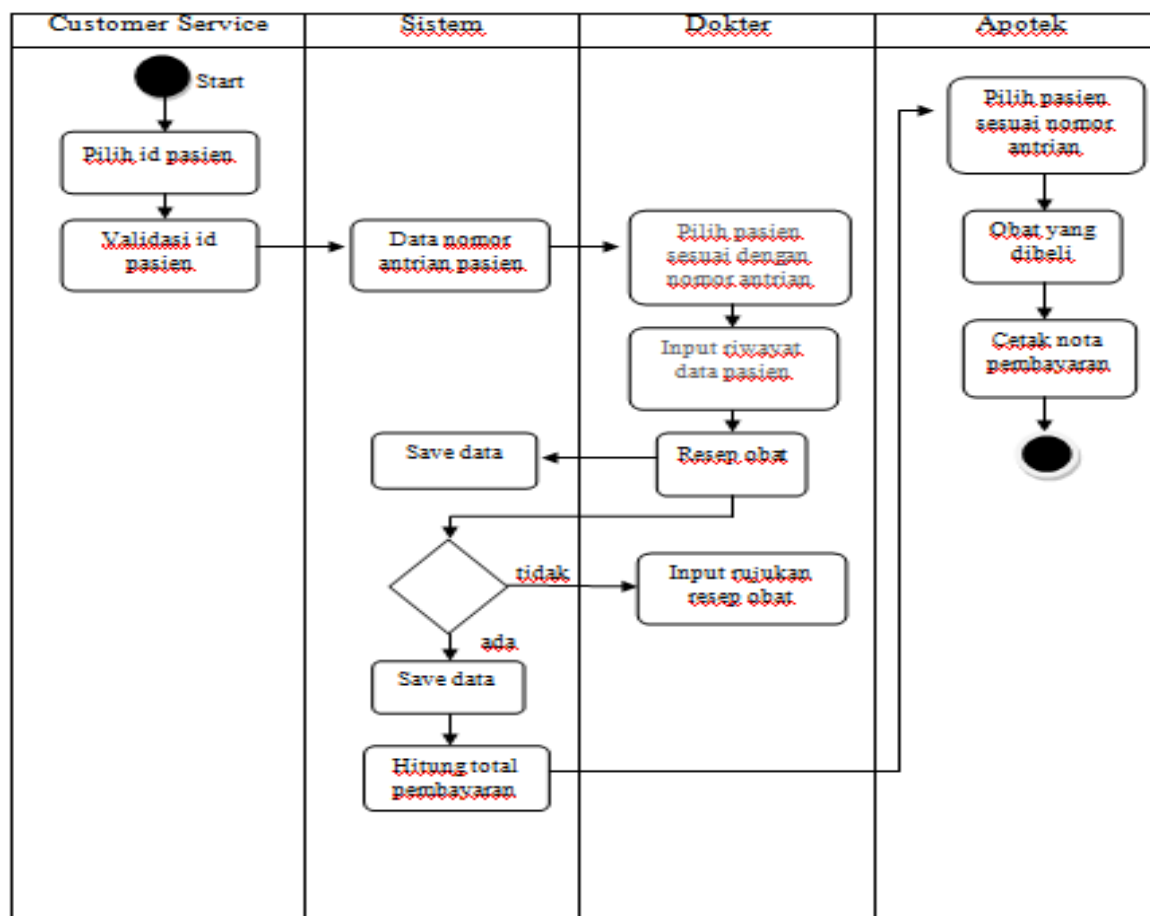 Customer Service
Sistem
Dokter
Apotek
Start
Pilih id pasien
Validasi id
pasien
Data nomor
antrian pasien
Pilih pasien
sesuai dengan
nomor antrian
Input riwayat
data pasien
Resep obat
Save data
tidak
Input rujukan
resep obat
ada
Save data
Hitung total
pembayaran
Pilih pasien
sesuai nomor
antrian
Obat yang
dibeli
Cetak nota
pembayaran